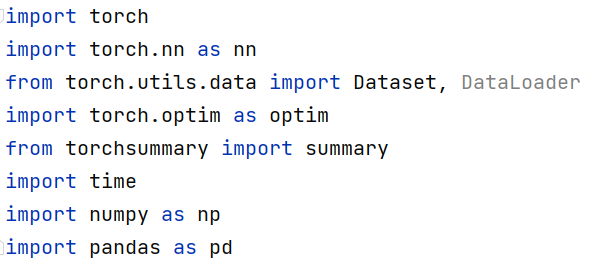 import torch
import torch.nn as nn
from torch.utils.data import Dataset, DataLoader
import torch.optim as optim
from torchsummary import summary
import time
import numpy as np
import pandas as pd